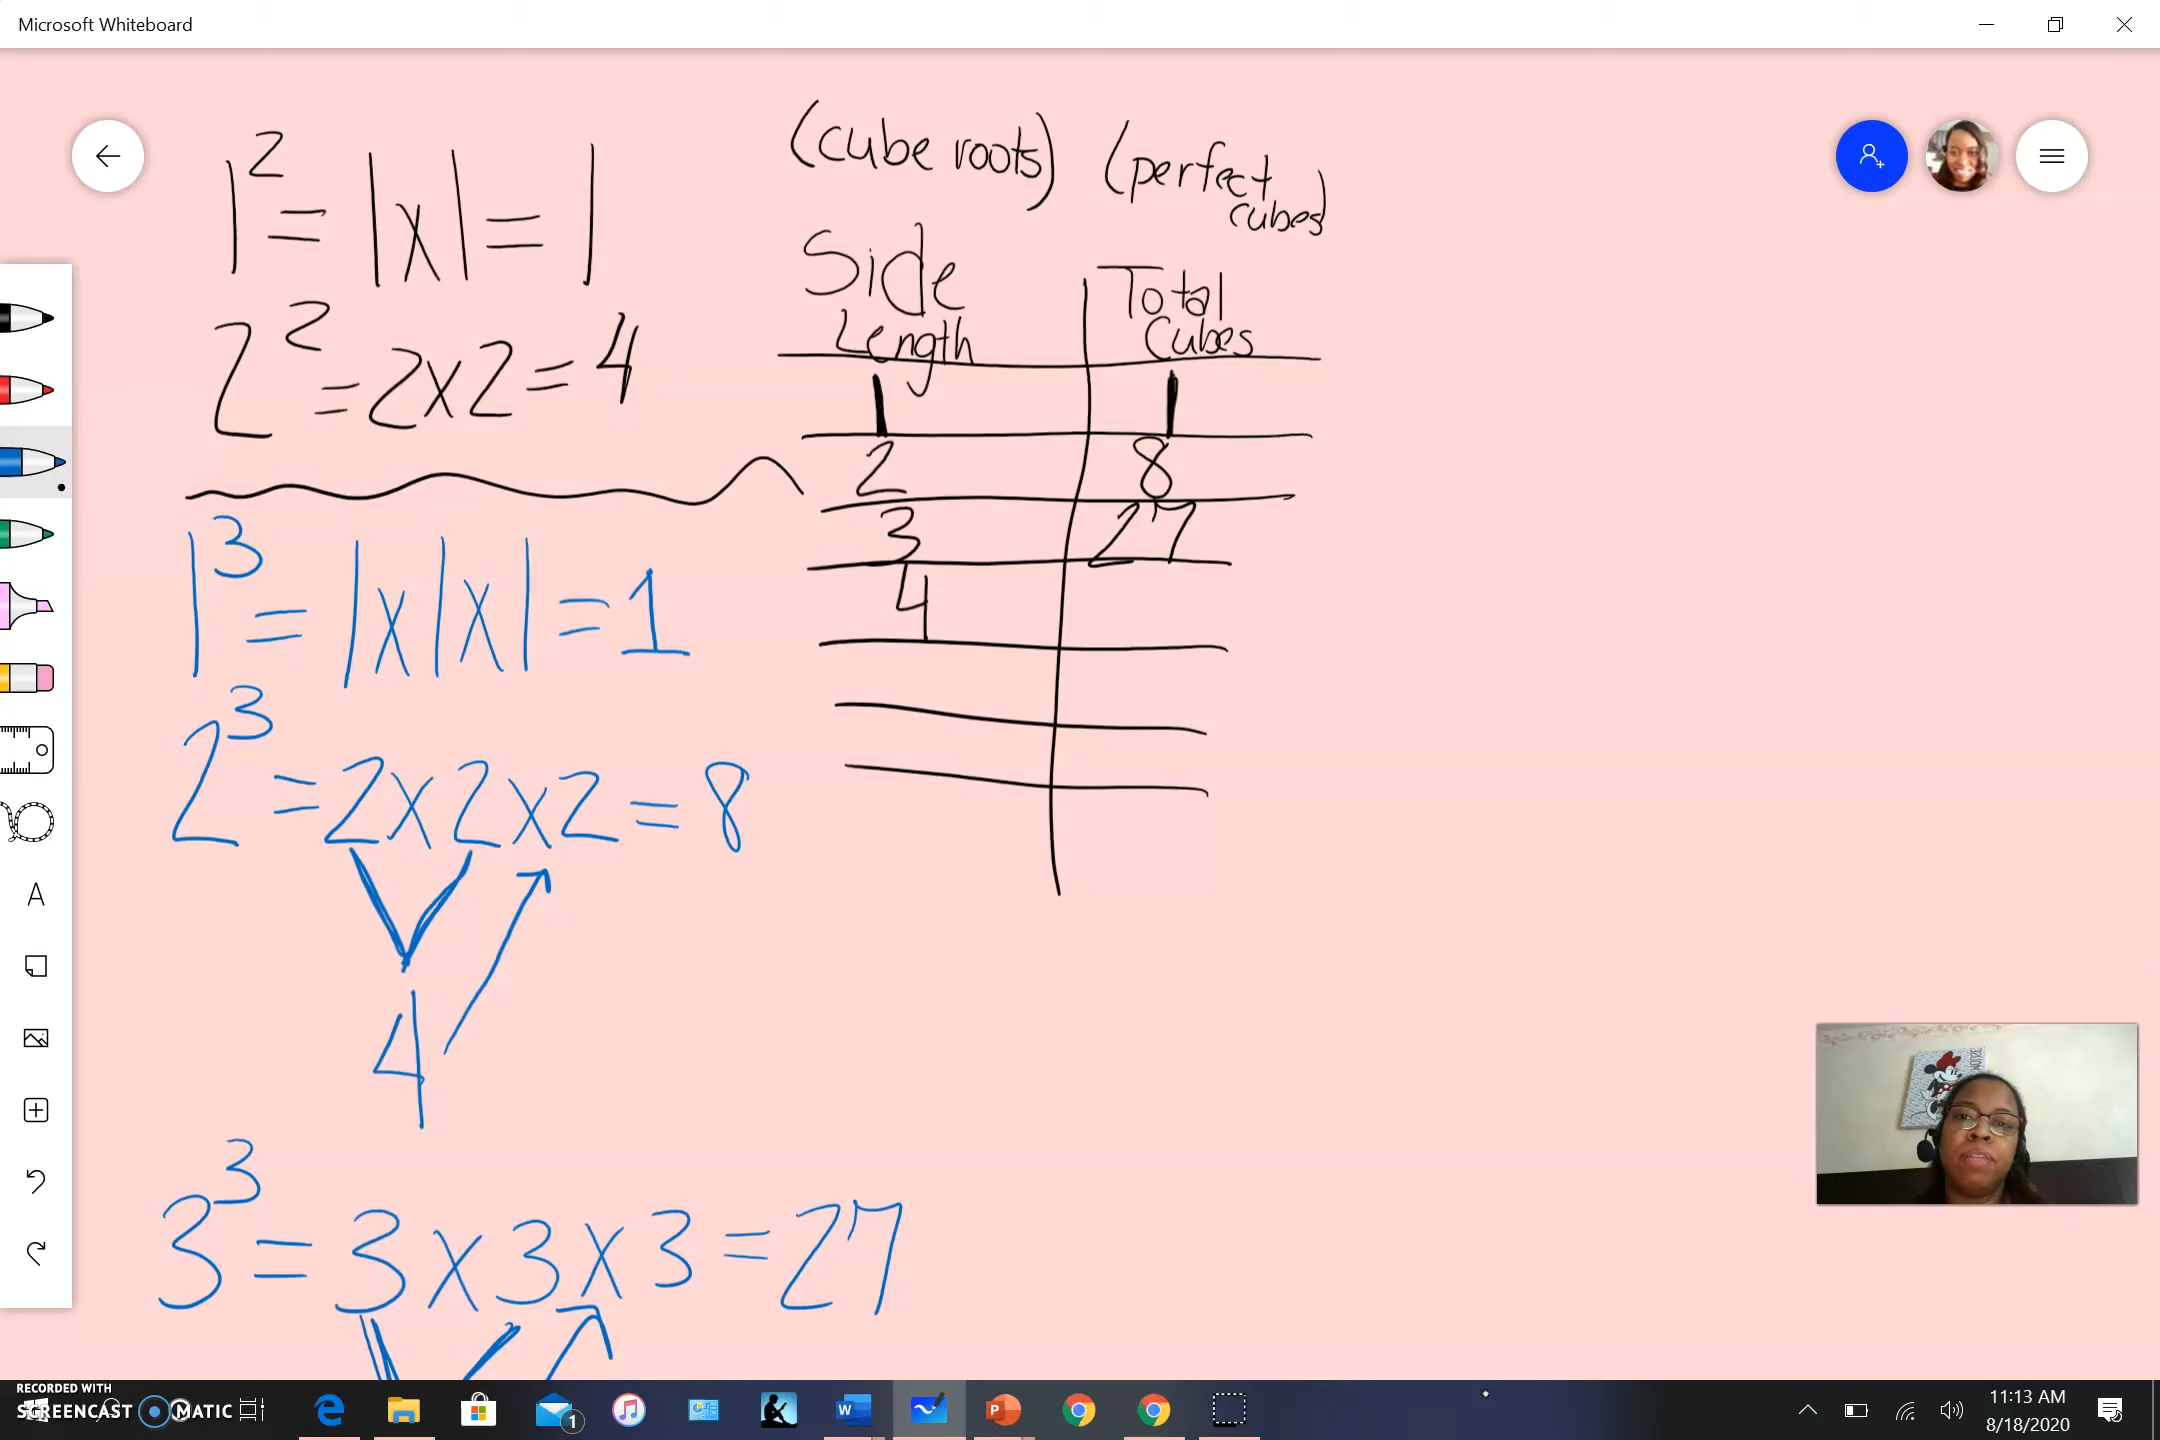 Microsoft Whiteboard
1² = 1x1 = 1
2² = 2x2 = 4
1³ = 1x1x1 = 1
2³ = 2x2x2 = 8
4
3³ = 3x3x3 = 27
(cube roots) (perfect
cubes)
Side Total
Length Cubes
1 1
2 8
3 27
4
A
RECORDED WITH
SCREENCAST MATIC
1
11:13 AM
8/18/2020